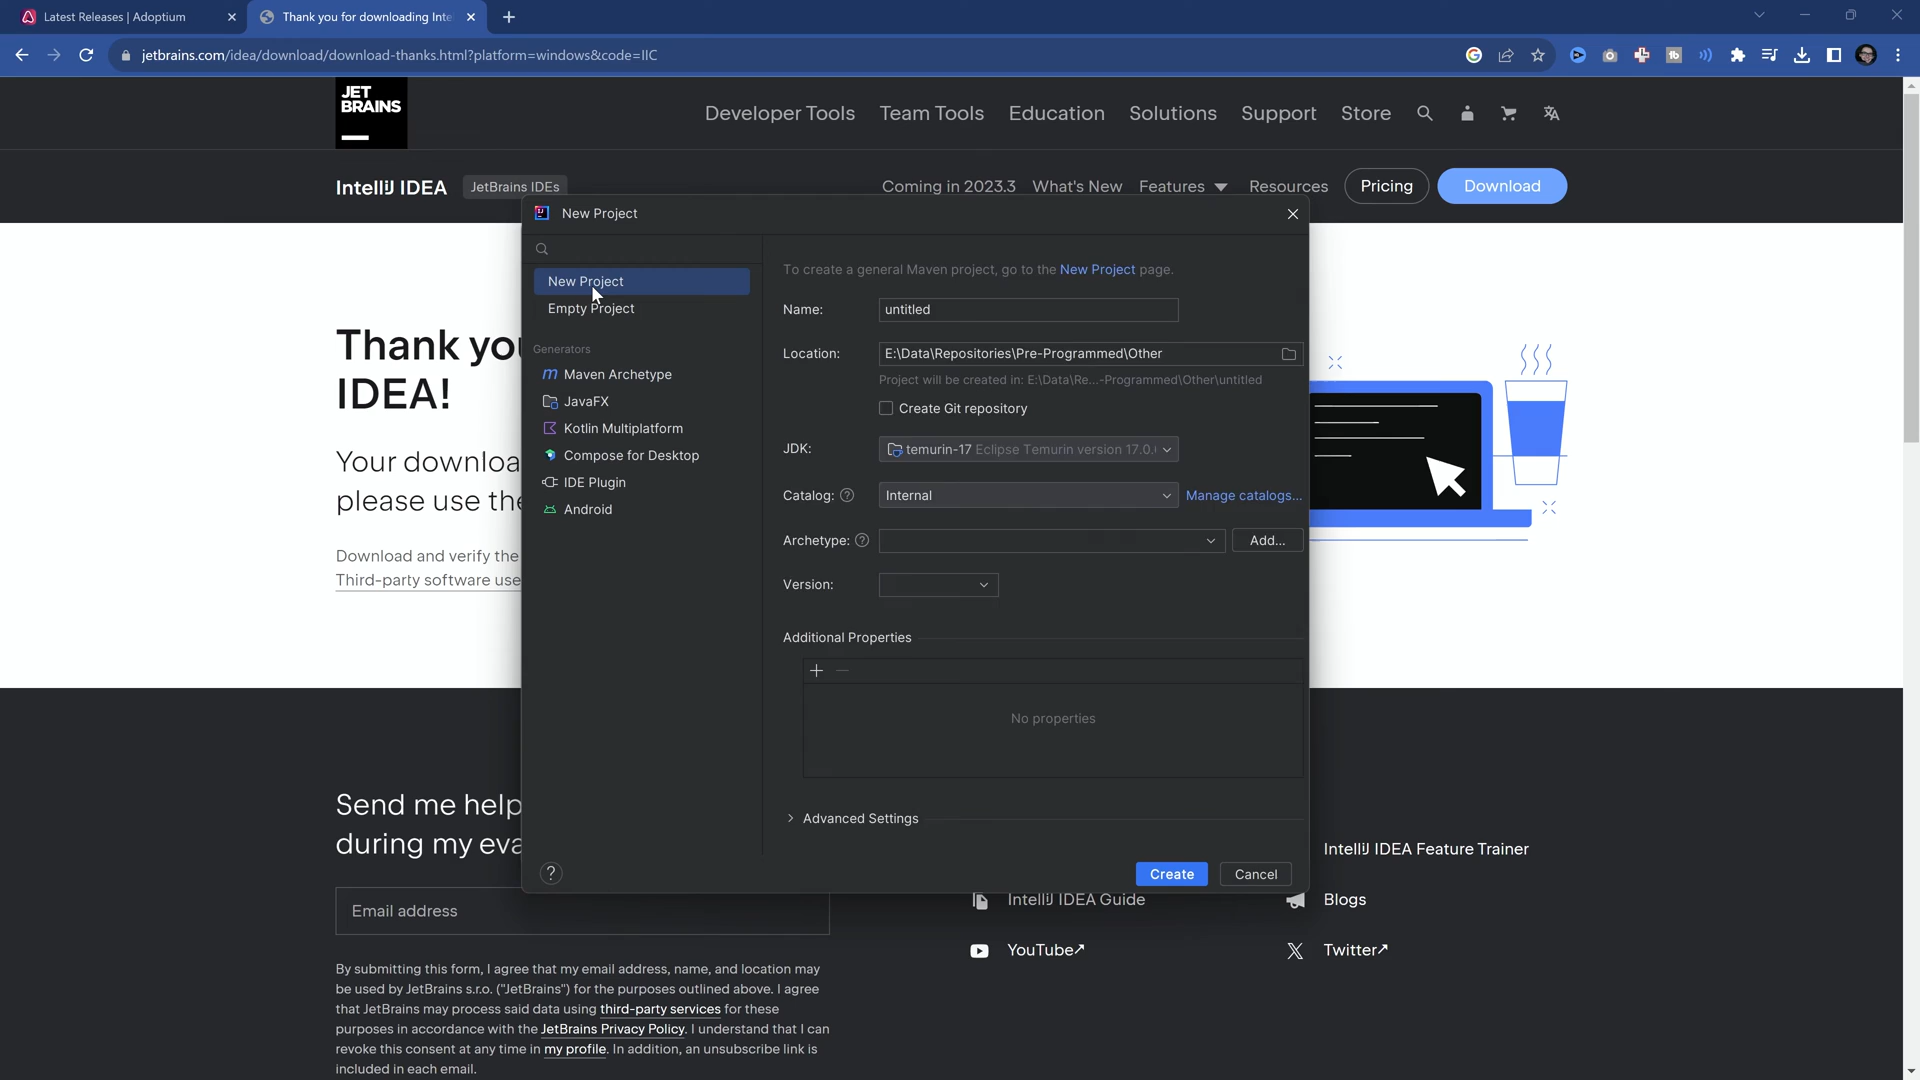 Latest Releases | Adoptium
Thank you for downloading Inte
jetbrains.com/idea/download/download-thanks.html?platform=windows&code=IIC
JET
BRAINS
Developer Tools
Team Tools
Education
Solutions
Support
Store
IntelliJ IDEA
JetBrains IDEs
Coming in 2023.3
What's New
Features
Resources
Pricing
Download
New Project
New Project
Empty Project
Generators
Maven Archetype
JavaFX
Kotlin Multiplatform
Compose for Desktop
IDE Plugin
Android
To create a general Maven project, go to the New Project page.
Name:
untitled
Location:
E:\Data\Repositories\Pre-Programmed\Other
Project will be created in: E:\Data\Re...-Programmed\Other\untitled
Create Git repository
JDK:
temurin-17 Eclipse Temurin version 17.0.
Catalog:
Internal
Manage catalogs...
Archetype:
Add...
Version:
Additional Properties
No properties
Advanced Settings
?
Create
Cancel
Thank you
IDEA!
Your downloa
please use the
Download and verify the
Third-party software use
Send me help
during my eva
Email address
By submitting this form, I agree that my email address, name, and location may
be used by JetBrains s.r.o. ("JetBrains") for the purposes outlined above. I agree
that JetBrains may process said data using third-party services for these
purposes in accordance with the JetBrains Privacy Policy. I understand that I can
revoke this consent at any time in my profile. In addition, an unsubscribe link is
included in each email.
IntelliJ IDEA Guide
YouTube↗
IntelliJ IDEA Feature Trainer
Blogs
Twitter↗